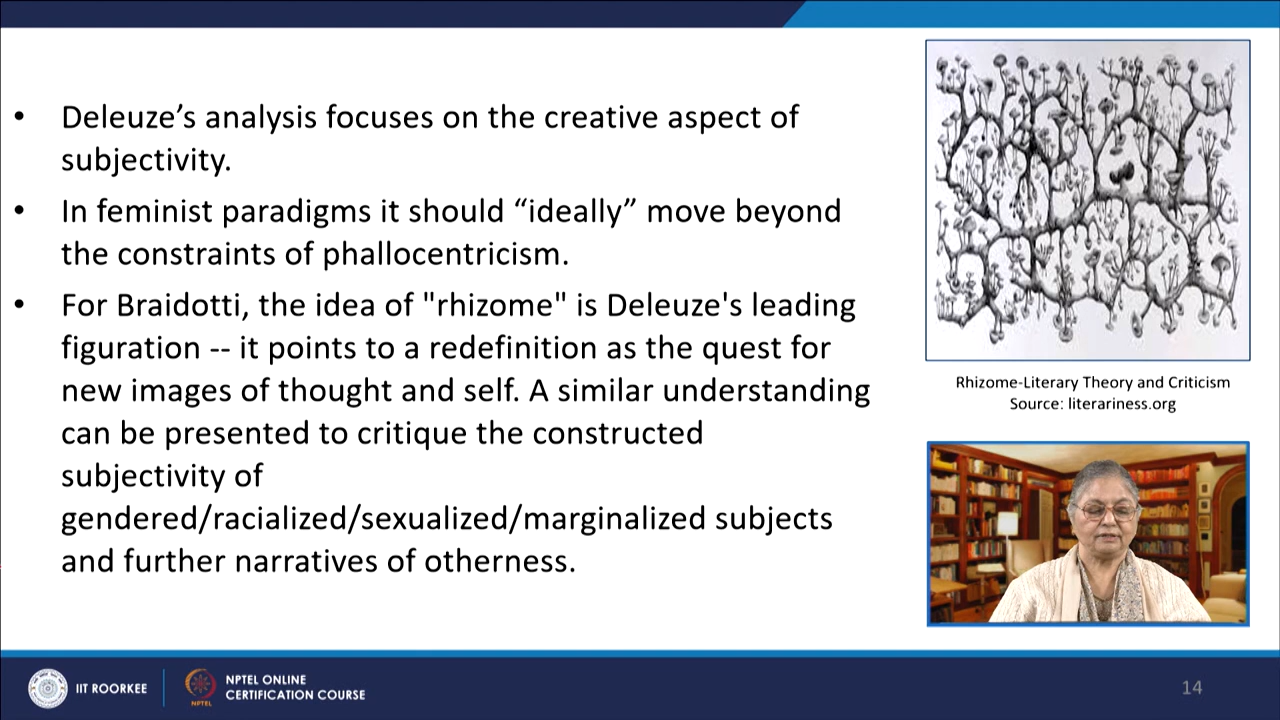 • Deleuze’s analysis focuses on the creative aspect of
subjectivity.
• In feminist paradigms it should “ideally” move beyond
the constraints of phallocentricism.
• For Braidotti, the idea of "rhizome" is Deleuze's leading
figuration -- it points to a redefinition as the quest for
new images of thought and self. A similar understanding
can be presented to critique the constructed
subjectivity of
gendered/racialized/sexualized/marginalized subjects
and further narratives of otherness.
Rhizome-Literary Theory and Criticism
Source: literariness.org
IIT ROORKEE
NPTEL
NPTEL ONLINE
CERTIFICATION COURSE
14